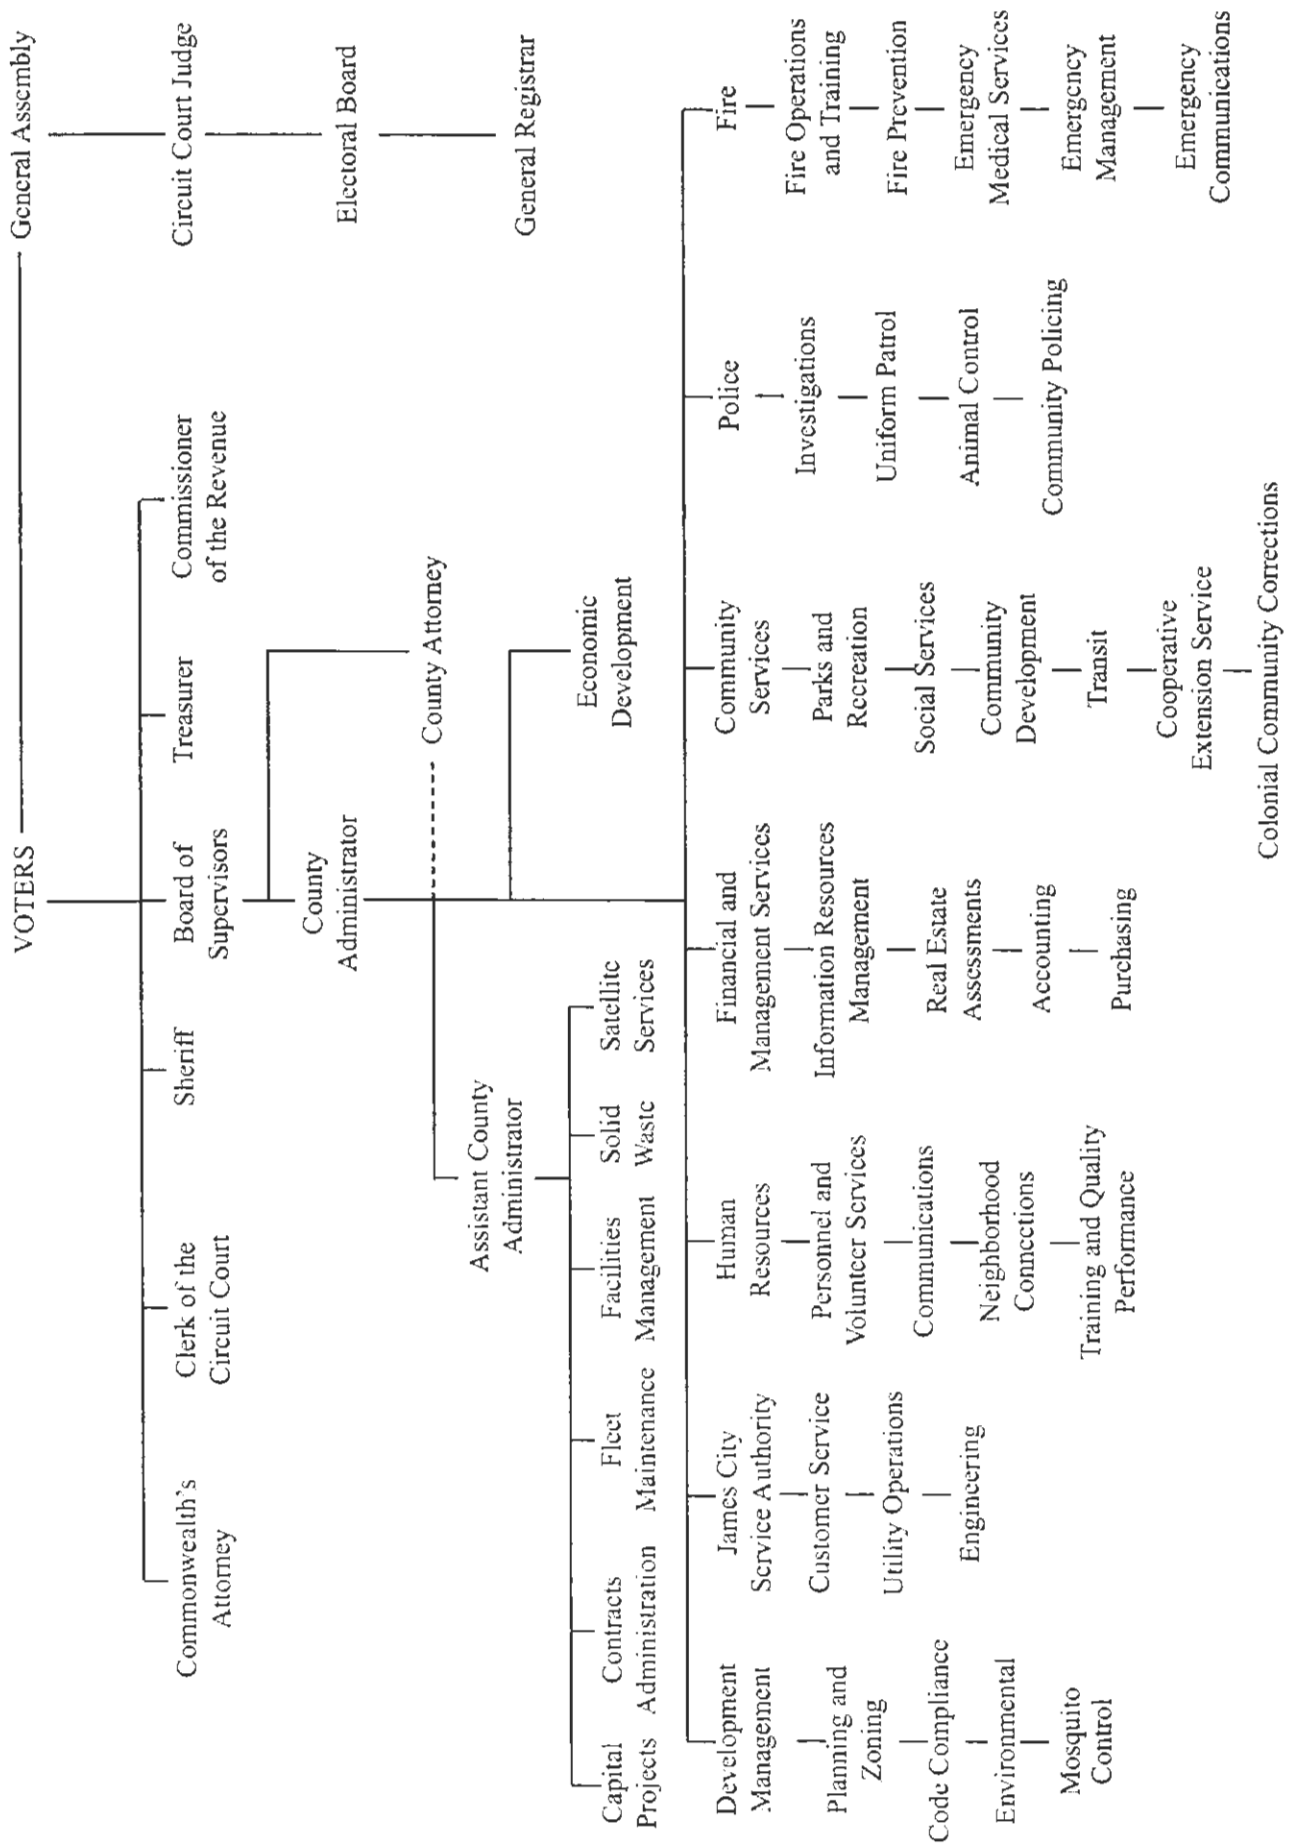 VOTERS
General Assembly
Circuit Court Judge
Electoral Board
General Registrar
Commonwealth's
Attorney
Clerk of the
Circuit Court
Sheriff
Board of
Supervisors
Treasurer
Commissioner
of the Revenue
County
Administrator
County Attorney
Assistant County
Administrator
Economic
Development
Capital
Projects
Contracts
Administration
Fleet
Maintenance
Facilities
Management
Solid
Waste
Satellite
Services
Development
Management
Planning and
Zoning
Code Compliance
Environmental
Mosquito
Control
James City
Service Authority
Customer Service
Utility Operations
Engineering
Human
Resources
Personnel and
Volunteer Services
Communications
Neighborhood
Connections
Training and Quality
Performance
Financial and
Management Services
Information Resources
Management
Real Estate
Assessments
Accounting
Purchasing
Community
Services
Parks and
Recreation
Social Services
Community
Development
Transit
Cooperative
Extension Service
Colonial Community Corrections
Police
Investigations
Uniform Patrol
Animal Control
Community Policing
Fire
Fire Operations
and Training
Fire Prevention
Emergency
Medical Services
Emergency
Management
Emergency
Communications